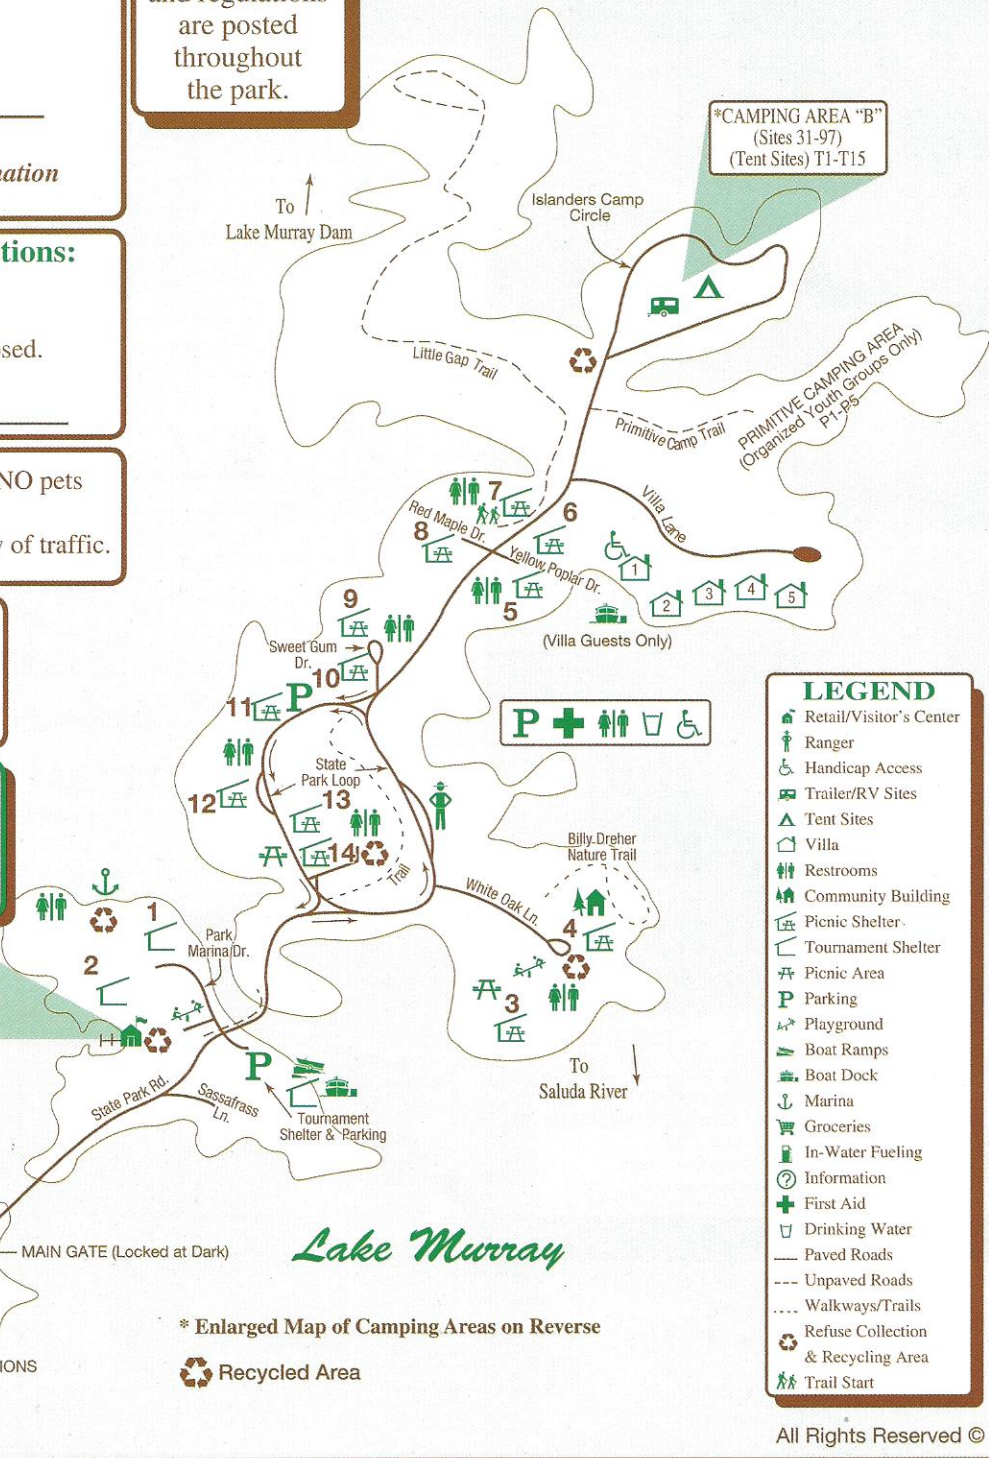 and regulations
are posted
throughout
the park.
*CAMPING AREA “B”
(Sites 31-97)
(Tent Sites) T1-T15
tions:
osed.
NO pets
y of traffic.
To
Lake Murray Dam
Islanders Camp
Circle
Little Gap Trail
Primitive Camp Trail
PRIMITIVE CAMPING AREA
(Organized Youth Groups Only)
P1-P5
Villa Lane
7
Red Maple Dr.
8
6
Yellow Poplar Dr.
5
1
2
3
4
5
(Villa Guests Only)
9
Sweet Gum
Dr.
10
11
P
P
State
Park Loop
12
13
14
Trail
Billy Dreher
Nature Trail
White Oak Ln.
4
3
1
Park
Marina Dr.
2
P
State Park Rd.
Sassafrass
Ln.
Tournament
Shelter & Parking
To
Saluda River
MAIN GATE (Locked at Dark)
Lake Murray
* Enlarged Map of Camping Areas on Reverse
Recycled Area
IONS
LEGEND
Retail/Visitor’s Center
Ranger
Handicap Access
Trailer/RV Sites
Tent Sites
Villa
Restrooms
Community Building
Picnic Shelter
Tournament Shelter
Picnic Area
P Parking
Playground
Boat Ramps
Boat Dock
Marina
Groceries
In-Water Fueling
? Information
First Aid
Drinking Water
Paved Roads
Unpaved Roads
Walkways/Trails
Refuse Collection
& Recycling Area
Trail Start
All Rights Reserved ©